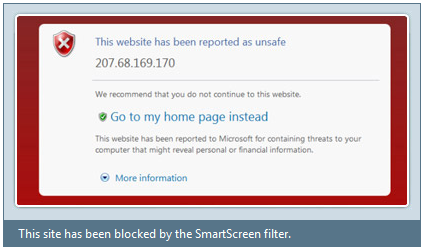 This website has been reported as unsafe
207.68.169.170
We recommend that you do not continue to this website.
Go to my home page instead
This website has been reported to Microsoft for containing threats to your
computer that might reveal personal or financial information.
More information
This site has been blocked by the SmartScreen filter.